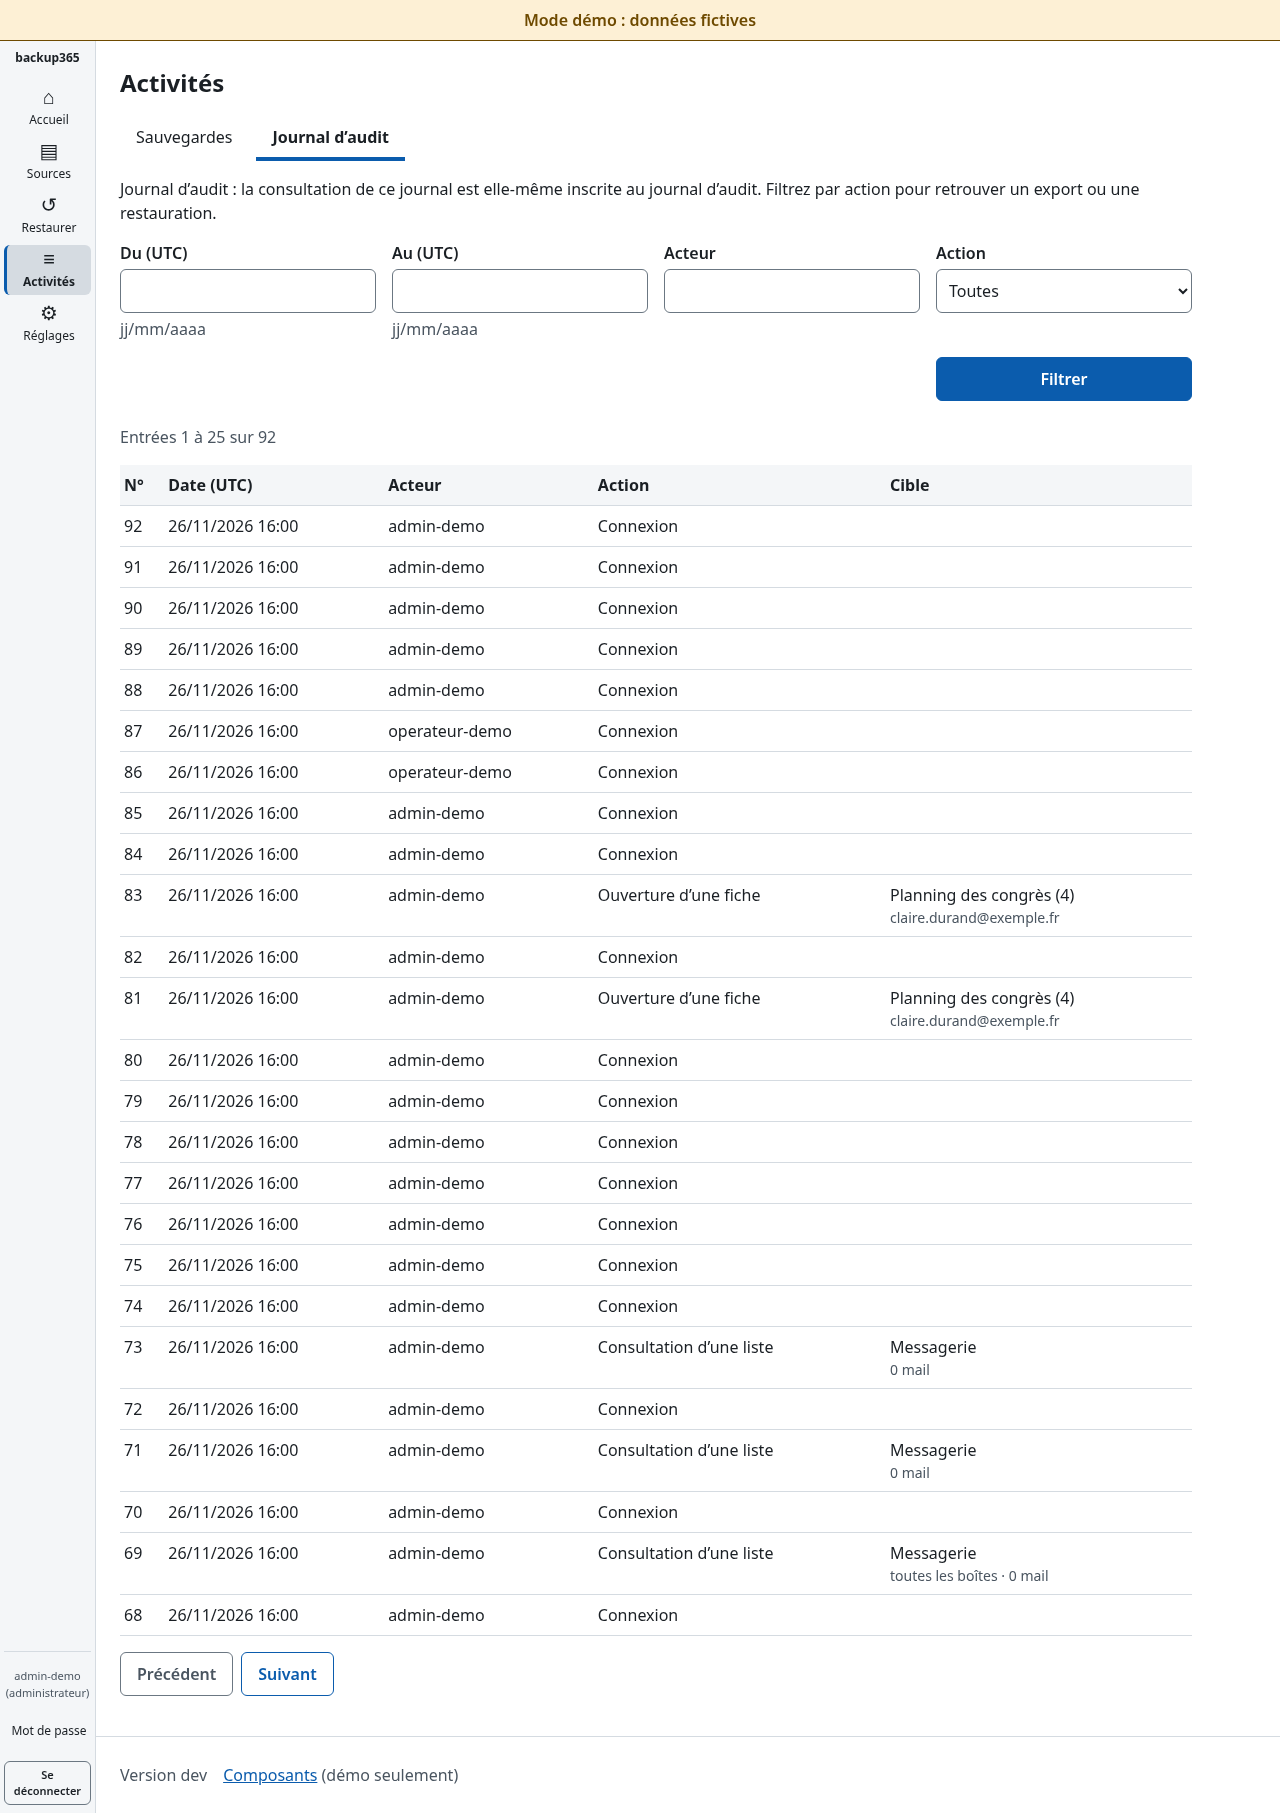 Mode démo : données fictives
backup365
Accueil
Sources
Restaurer
Activités
Réglages
admin-demo
(administrateur)
Mot de passe
Se
déconnecter
Activités
Sauvegardes Journal d’audit
Journal d’audit : la consultation de ce journal est elle-même inscrite au journal d’audit. Filtrez par action pour retrouver un export ou une
restauration.
Du (UTC) Au (UTC) Acteur Action
Toutes
jj/mm/aaaa jj/mm/aaaa
Filtrer
Entrées 1 à 25 sur 92
N° Date (UTC) Acteur Action Cible
92 26/11/2026 16:00 admin-demo Connexion
91 26/11/2026 16:00 admin-demo Connexion
90 26/11/2026 16:00 admin-demo Connexion
89 26/11/2026 16:00 admin-demo Connexion
88 26/11/2026 16:00 admin-demo Connexion
87 26/11/2026 16:00 operateur-demo Connexion
86 26/11/2026 16:00 operateur-demo Connexion
85 26/11/2026 16:00 admin-demo Connexion
84 26/11/2026 16:00 admin-demo Connexion
83 26/11/2026 16:00 admin-demo Ouverture d’une fiche Planning des congrès (4)
claire.durand@exemple.fr
82 26/11/2026 16:00 admin-demo Connexion
81 26/11/2026 16:00 admin-demo Ouverture d’une fiche Planning des congrès (4)
claire.durand@exemple.fr
80 26/11/2026 16:00 admin-demo Connexion
79 26/11/2026 16:00 admin-demo Connexion
78 26/11/2026 16:00 admin-demo Connexion
77 26/11/2026 16:00 admin-demo Connexion
76 26/11/2026 16:00 admin-demo Connexion
75 26/11/2026 16:00 admin-demo Connexion
74 26/11/2026 16:00 admin-demo Connexion
73 26/11/2026 16:00 admin-demo Consultation d’une liste Messagerie
0 mail
72 26/11/2026 16:00 admin-demo Connexion
71 26/11/2026 16:00 admin-demo Consultation d’une liste Messagerie
0 mail
70 26/11/2026 16:00 admin-demo Connexion
69 26/11/2026 16:00 admin-demo Consultation d’une liste Messagerie
toutes les boîtes · 0 mail
68 26/11/2026 16:00 admin-demo Connexion
Précédent Suivant
Version dev Composants (démo seulement)